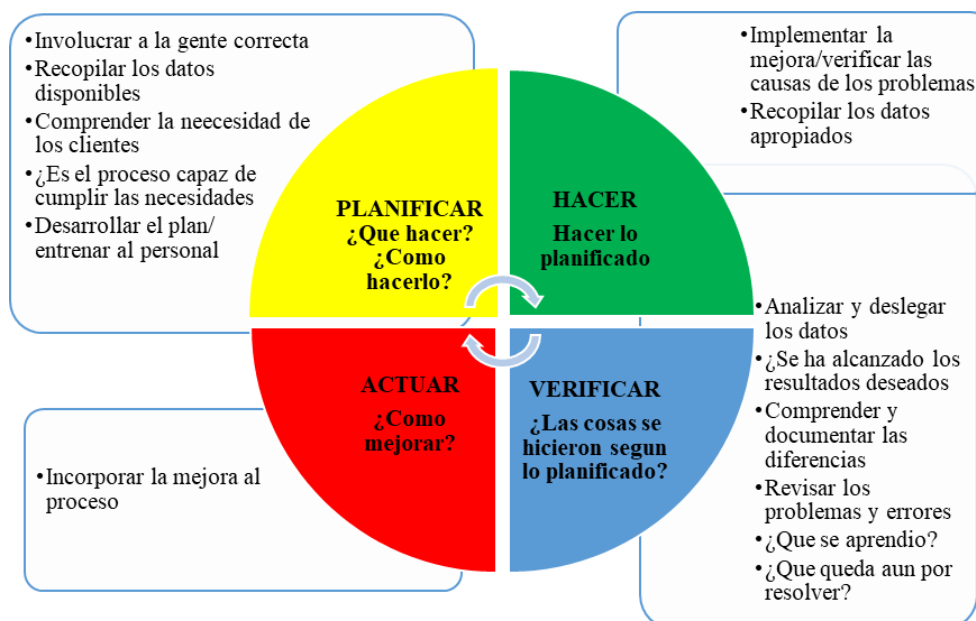 •Involucrar a la gente correcta
•Recopilar los datos
disponibles
•Comprender la neecesidad de
los clientes
•¿Es el proceso capaz de
cumplir las necesidades
•Desarrollar el plan/
entrenar al personal
•Implementar la
mejora/verificar las
causas de los problemas
•Recopilar los datos
apropiados
PLANIFICAR
¿Que hacer?
¿Como
hacerlo?
HACER
Hacer lo
planificado
ACTUAR
¿Como
mejorar?
VERIFICAR
¿Las cosas se
hicieron segun
lo planificado?
•Incorporar la mejora al
proceso
•Analizar y deslegar
los datos
•¿Se ha alcanzado los
resultados deseados
•Comprender y
documentar las
diferencias
•Revisar los
problemas y errores
•¿Que se aprendio?
•¿Que queda aun por
resolver?